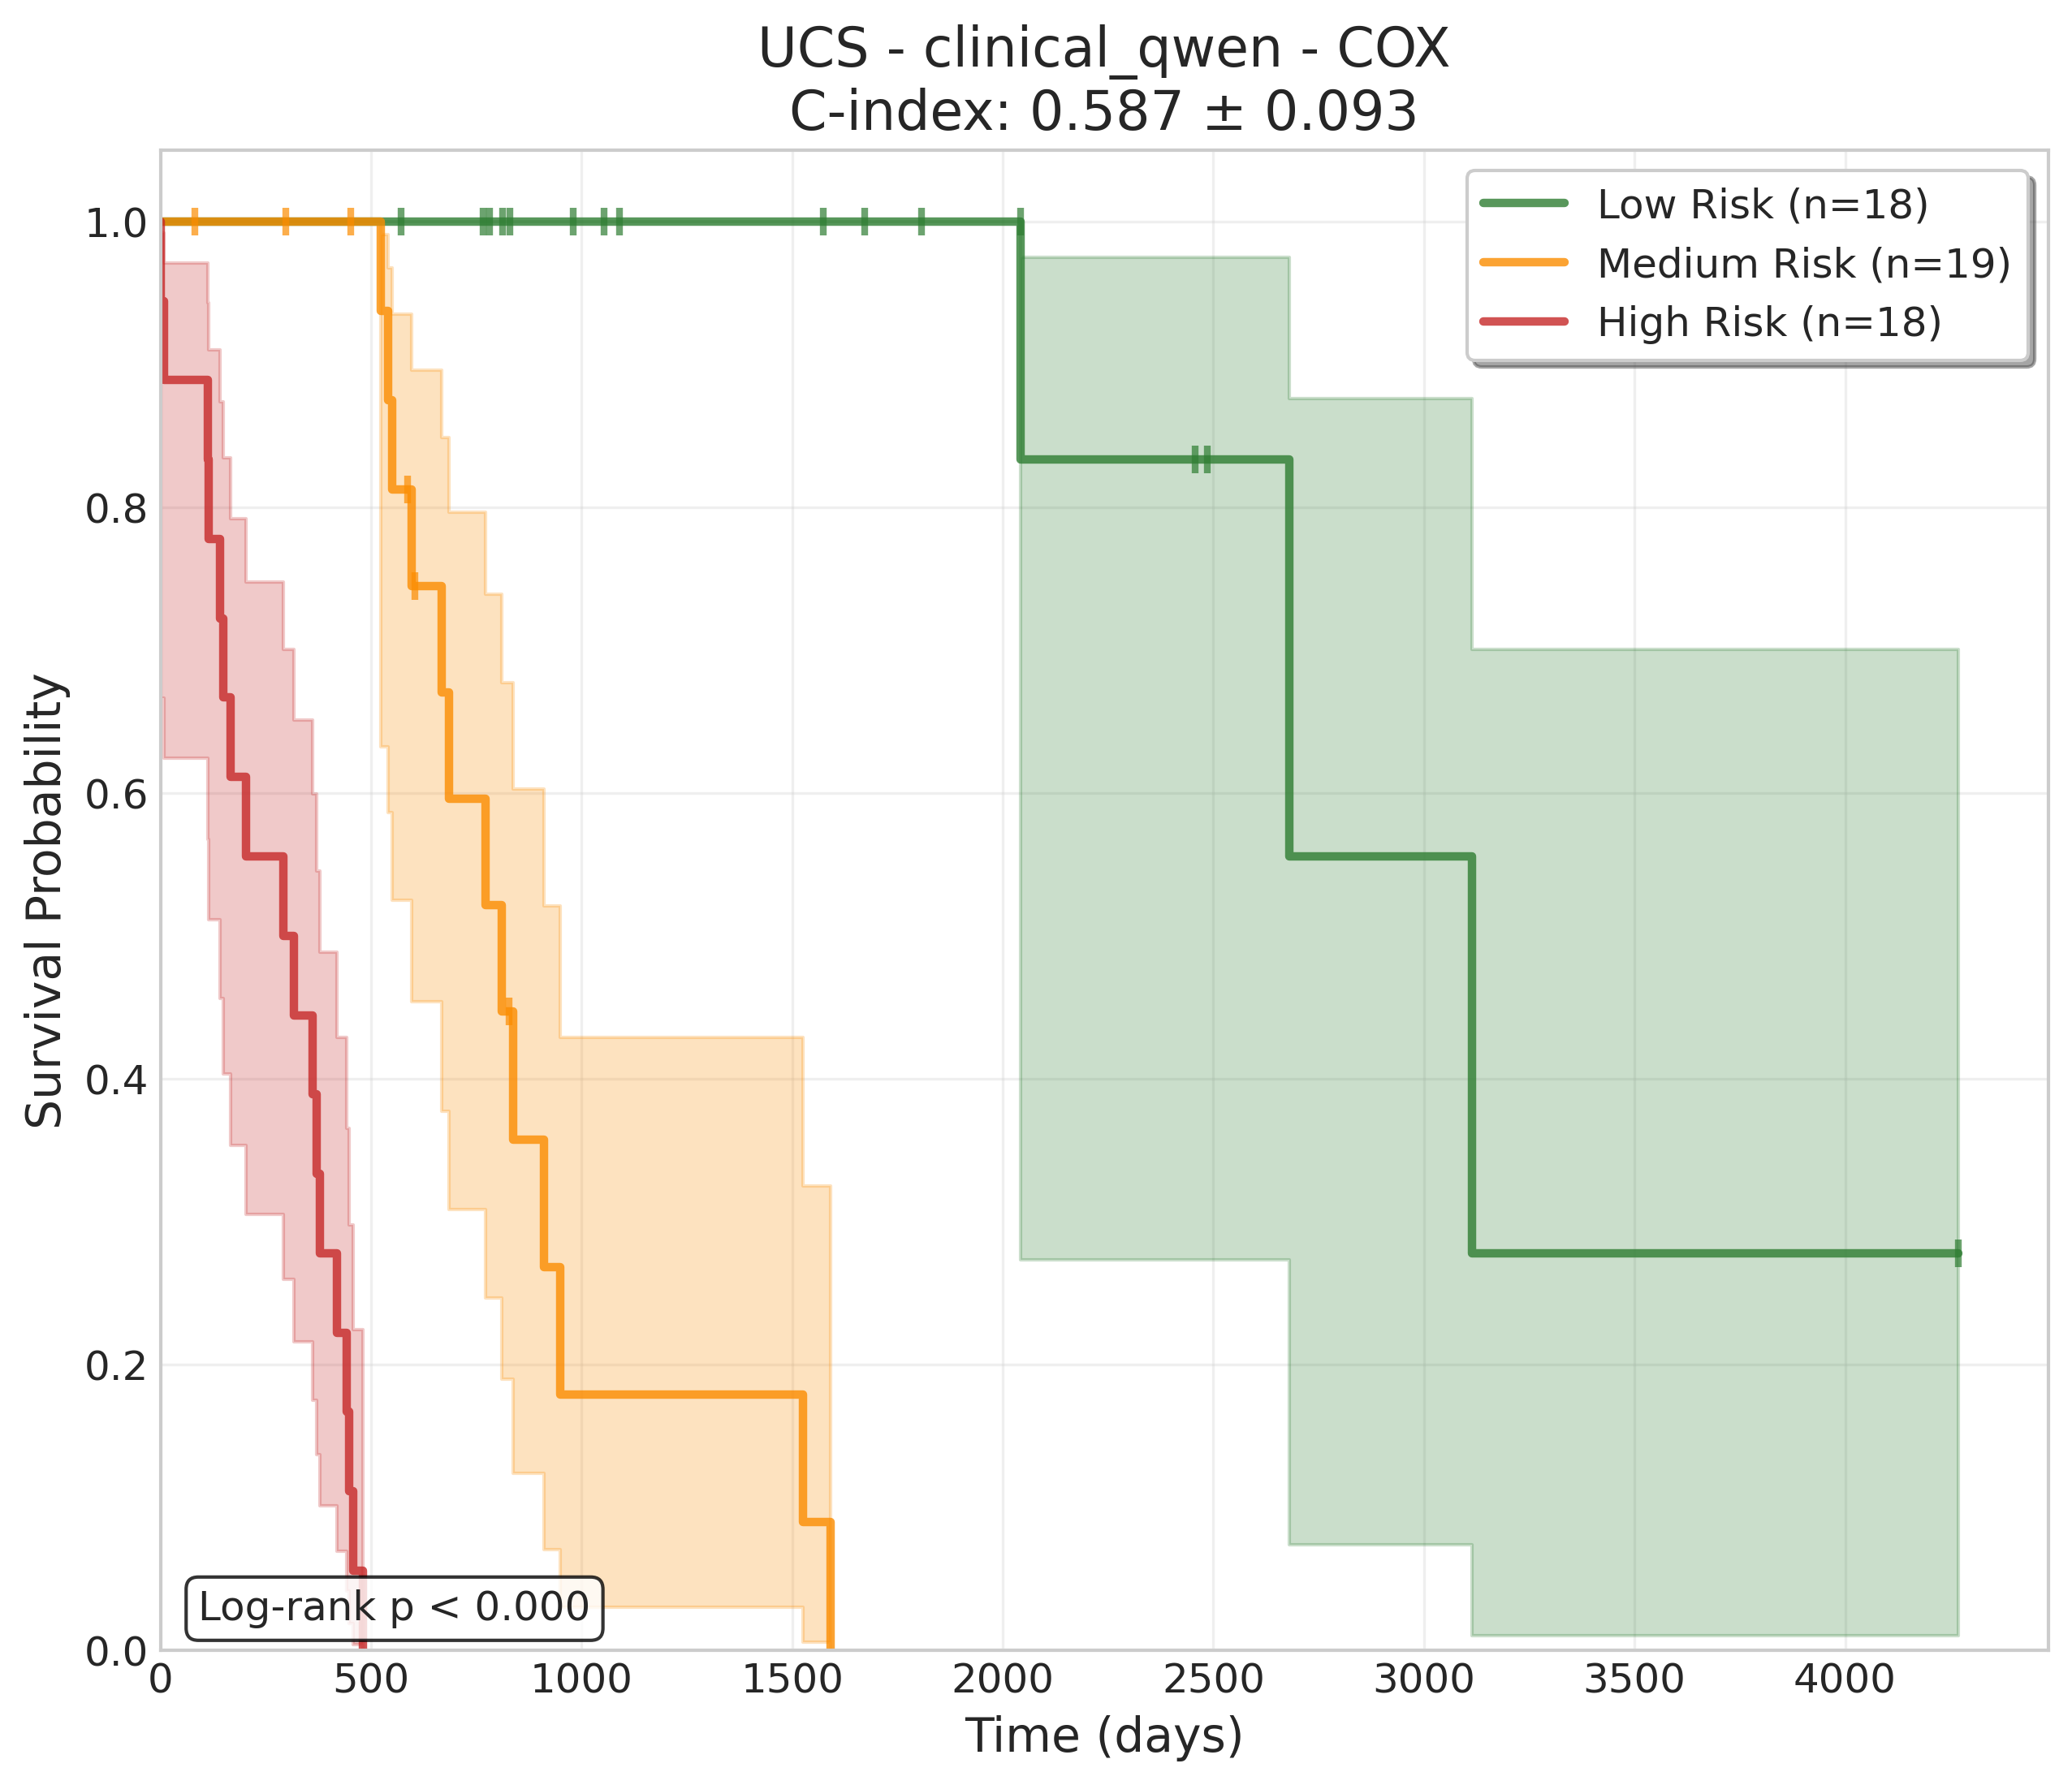 UCS - clinical_qwen - COX
C-index: 0.587 ± 0.093
Low Risk (n=18)
Medium Risk (n=19)
High Risk (n=18)
Survival Probability
1.0
0.8
0.6
0.4
0.2
0.0
Log-rank p < 0.000
0 500 1000 1500 2000 2500 3000 3500 4000
Time (days)